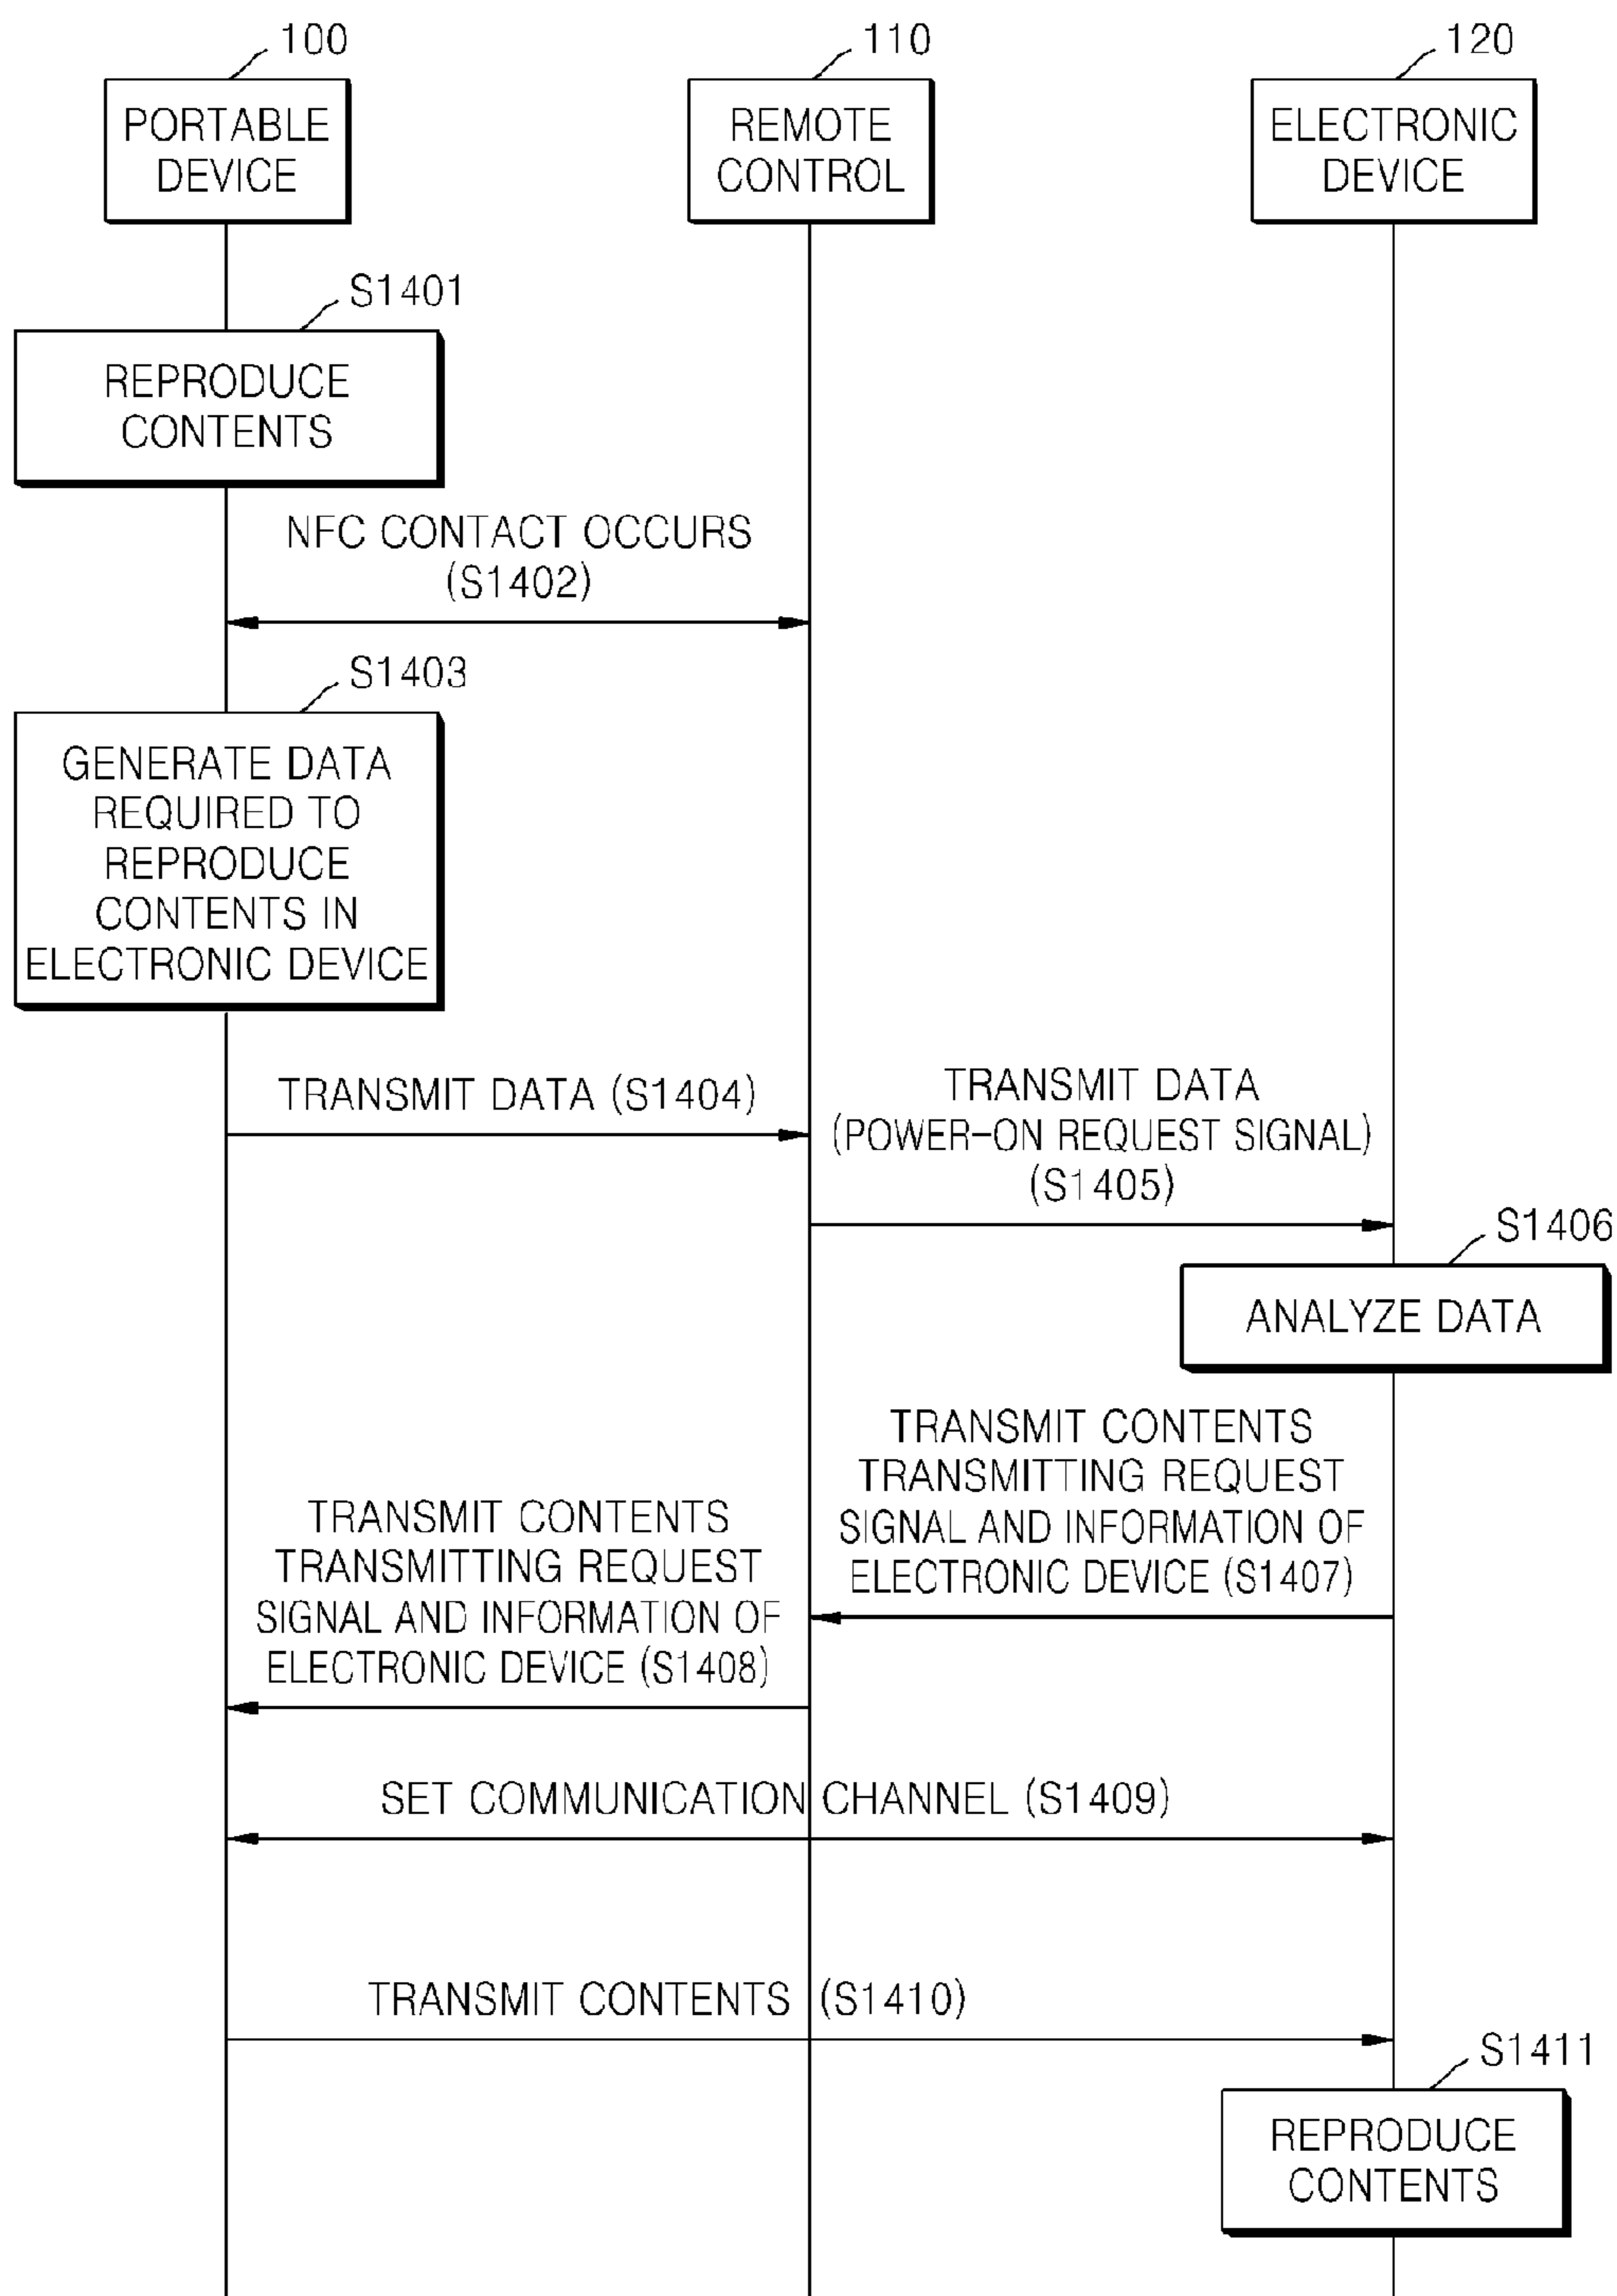 100
110
120
PORTABLE
DEVICE
REMOTE
CONTROL
ELECTRONIC
DEVICE
S1401
REPRODUCE
CONTENTS
NFC CONTACT OCCURS
(S1402)
S1403
GENERATE DATA
REQUIRED TO
REPRODUCE
CONTENTS IN
ELECTRONIC DEVICE
TRANSMIT DATA (S1404)
TRANSMIT DATA
(POWER-ON REQUEST SIGNAL)
(S1405)
S1406
ANALYZE DATA
TRANSMIT CONTENTS
TRANSMITTING REQUEST
SIGNAL AND INFORMATION OF
ELECTRONIC DEVICE (S1407)
TRANSMIT CONTENTS
TRANSMITTING REQUEST
SIGNAL AND INFORMATION OF
ELECTRONIC DEVICE (S1408)
SET COMMUNICATION CHANNEL (S1409)
TRANSMIT CONTENTS (S1410)
S1411
REPRODUCE
CONTENTS